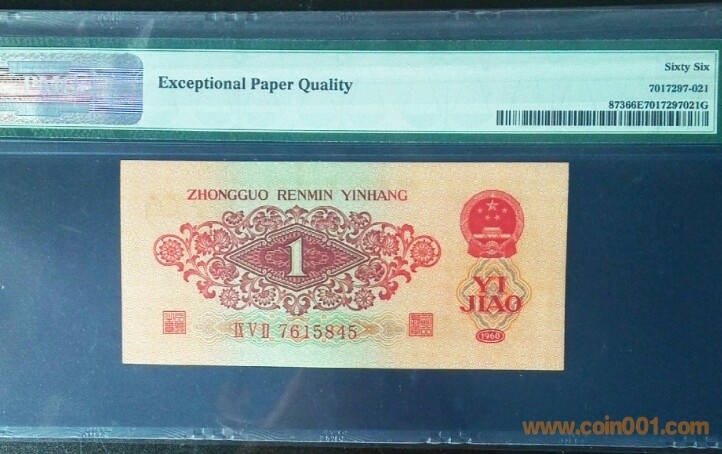 Exceptional Paper Quality
Sixty Six
7017297-021
87366E7017297021G
ZHONGGUO RENMIN YINHANG
1
YI
JIAO
ⅨⅤⅡ 7615845
1960
www.coin001.com